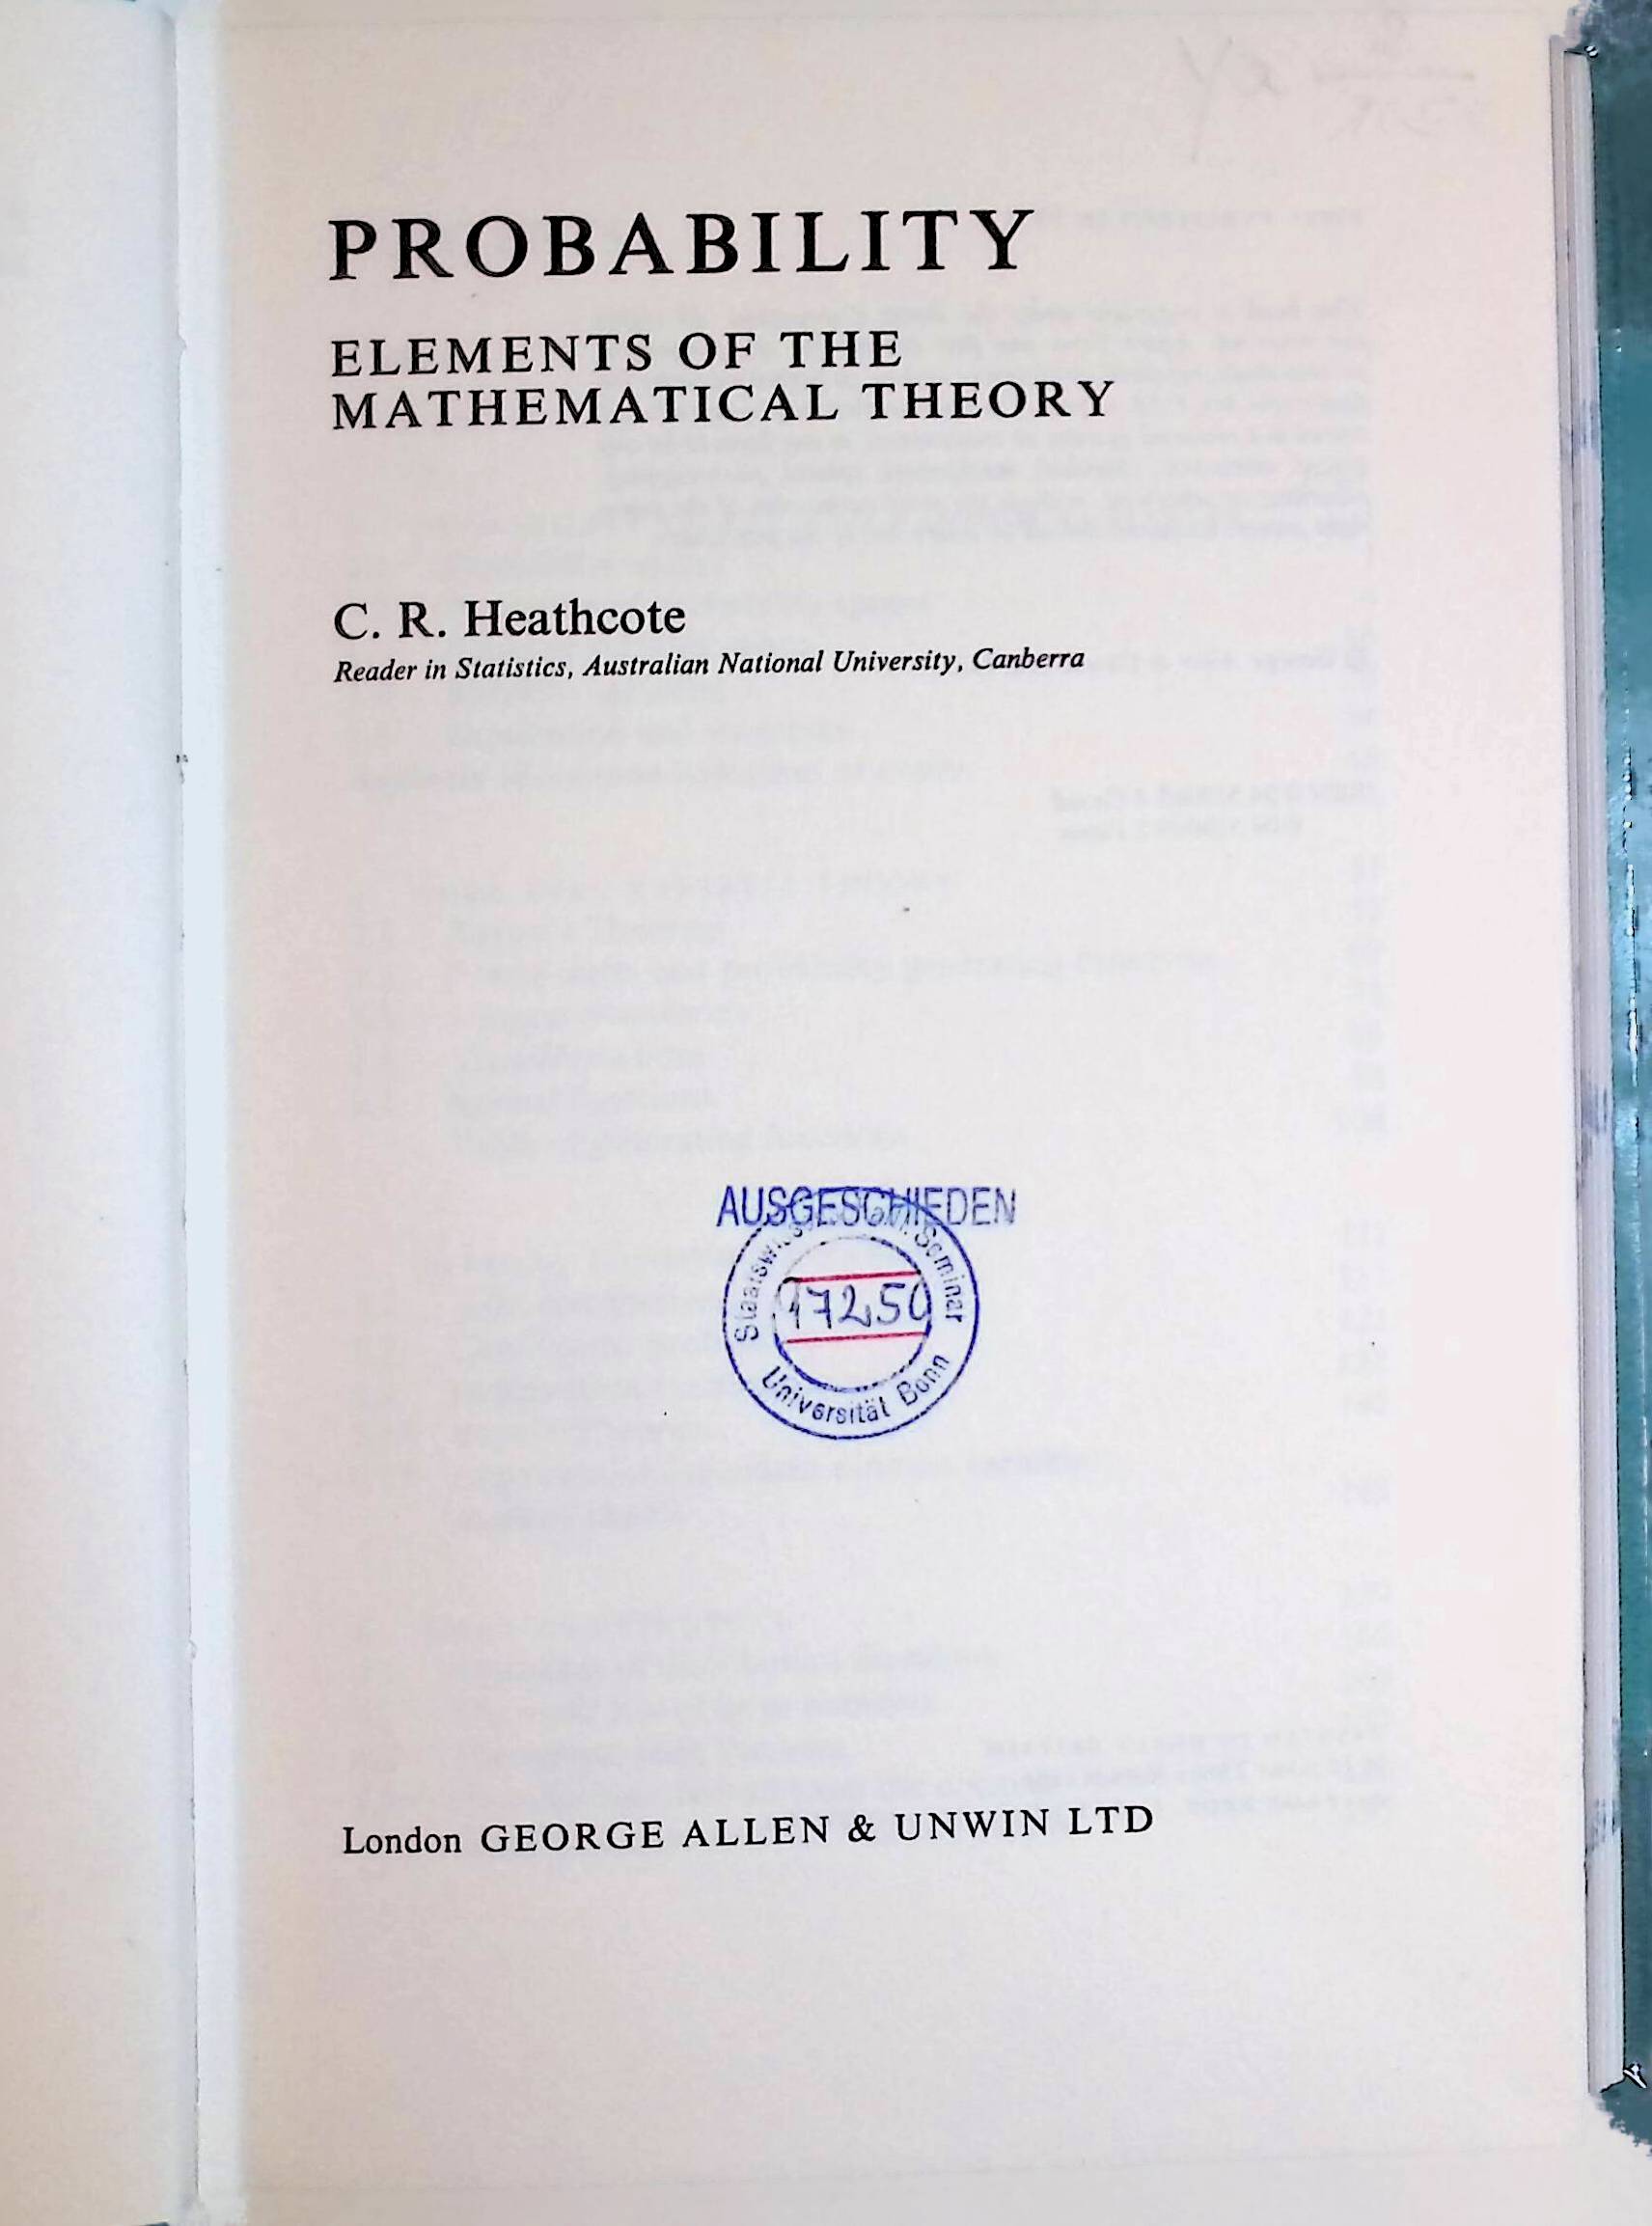 PROBABILITY
ELEMENTS OF THE
MATHEMATICAL THEORY
C. R. Heathcote
Reader in Statistics, Australian National University, Canberra
AUSGESCHIEDEN
Seminar
17250
Universität Bonn
London GEORGE ALLEN & UNWIN LTD